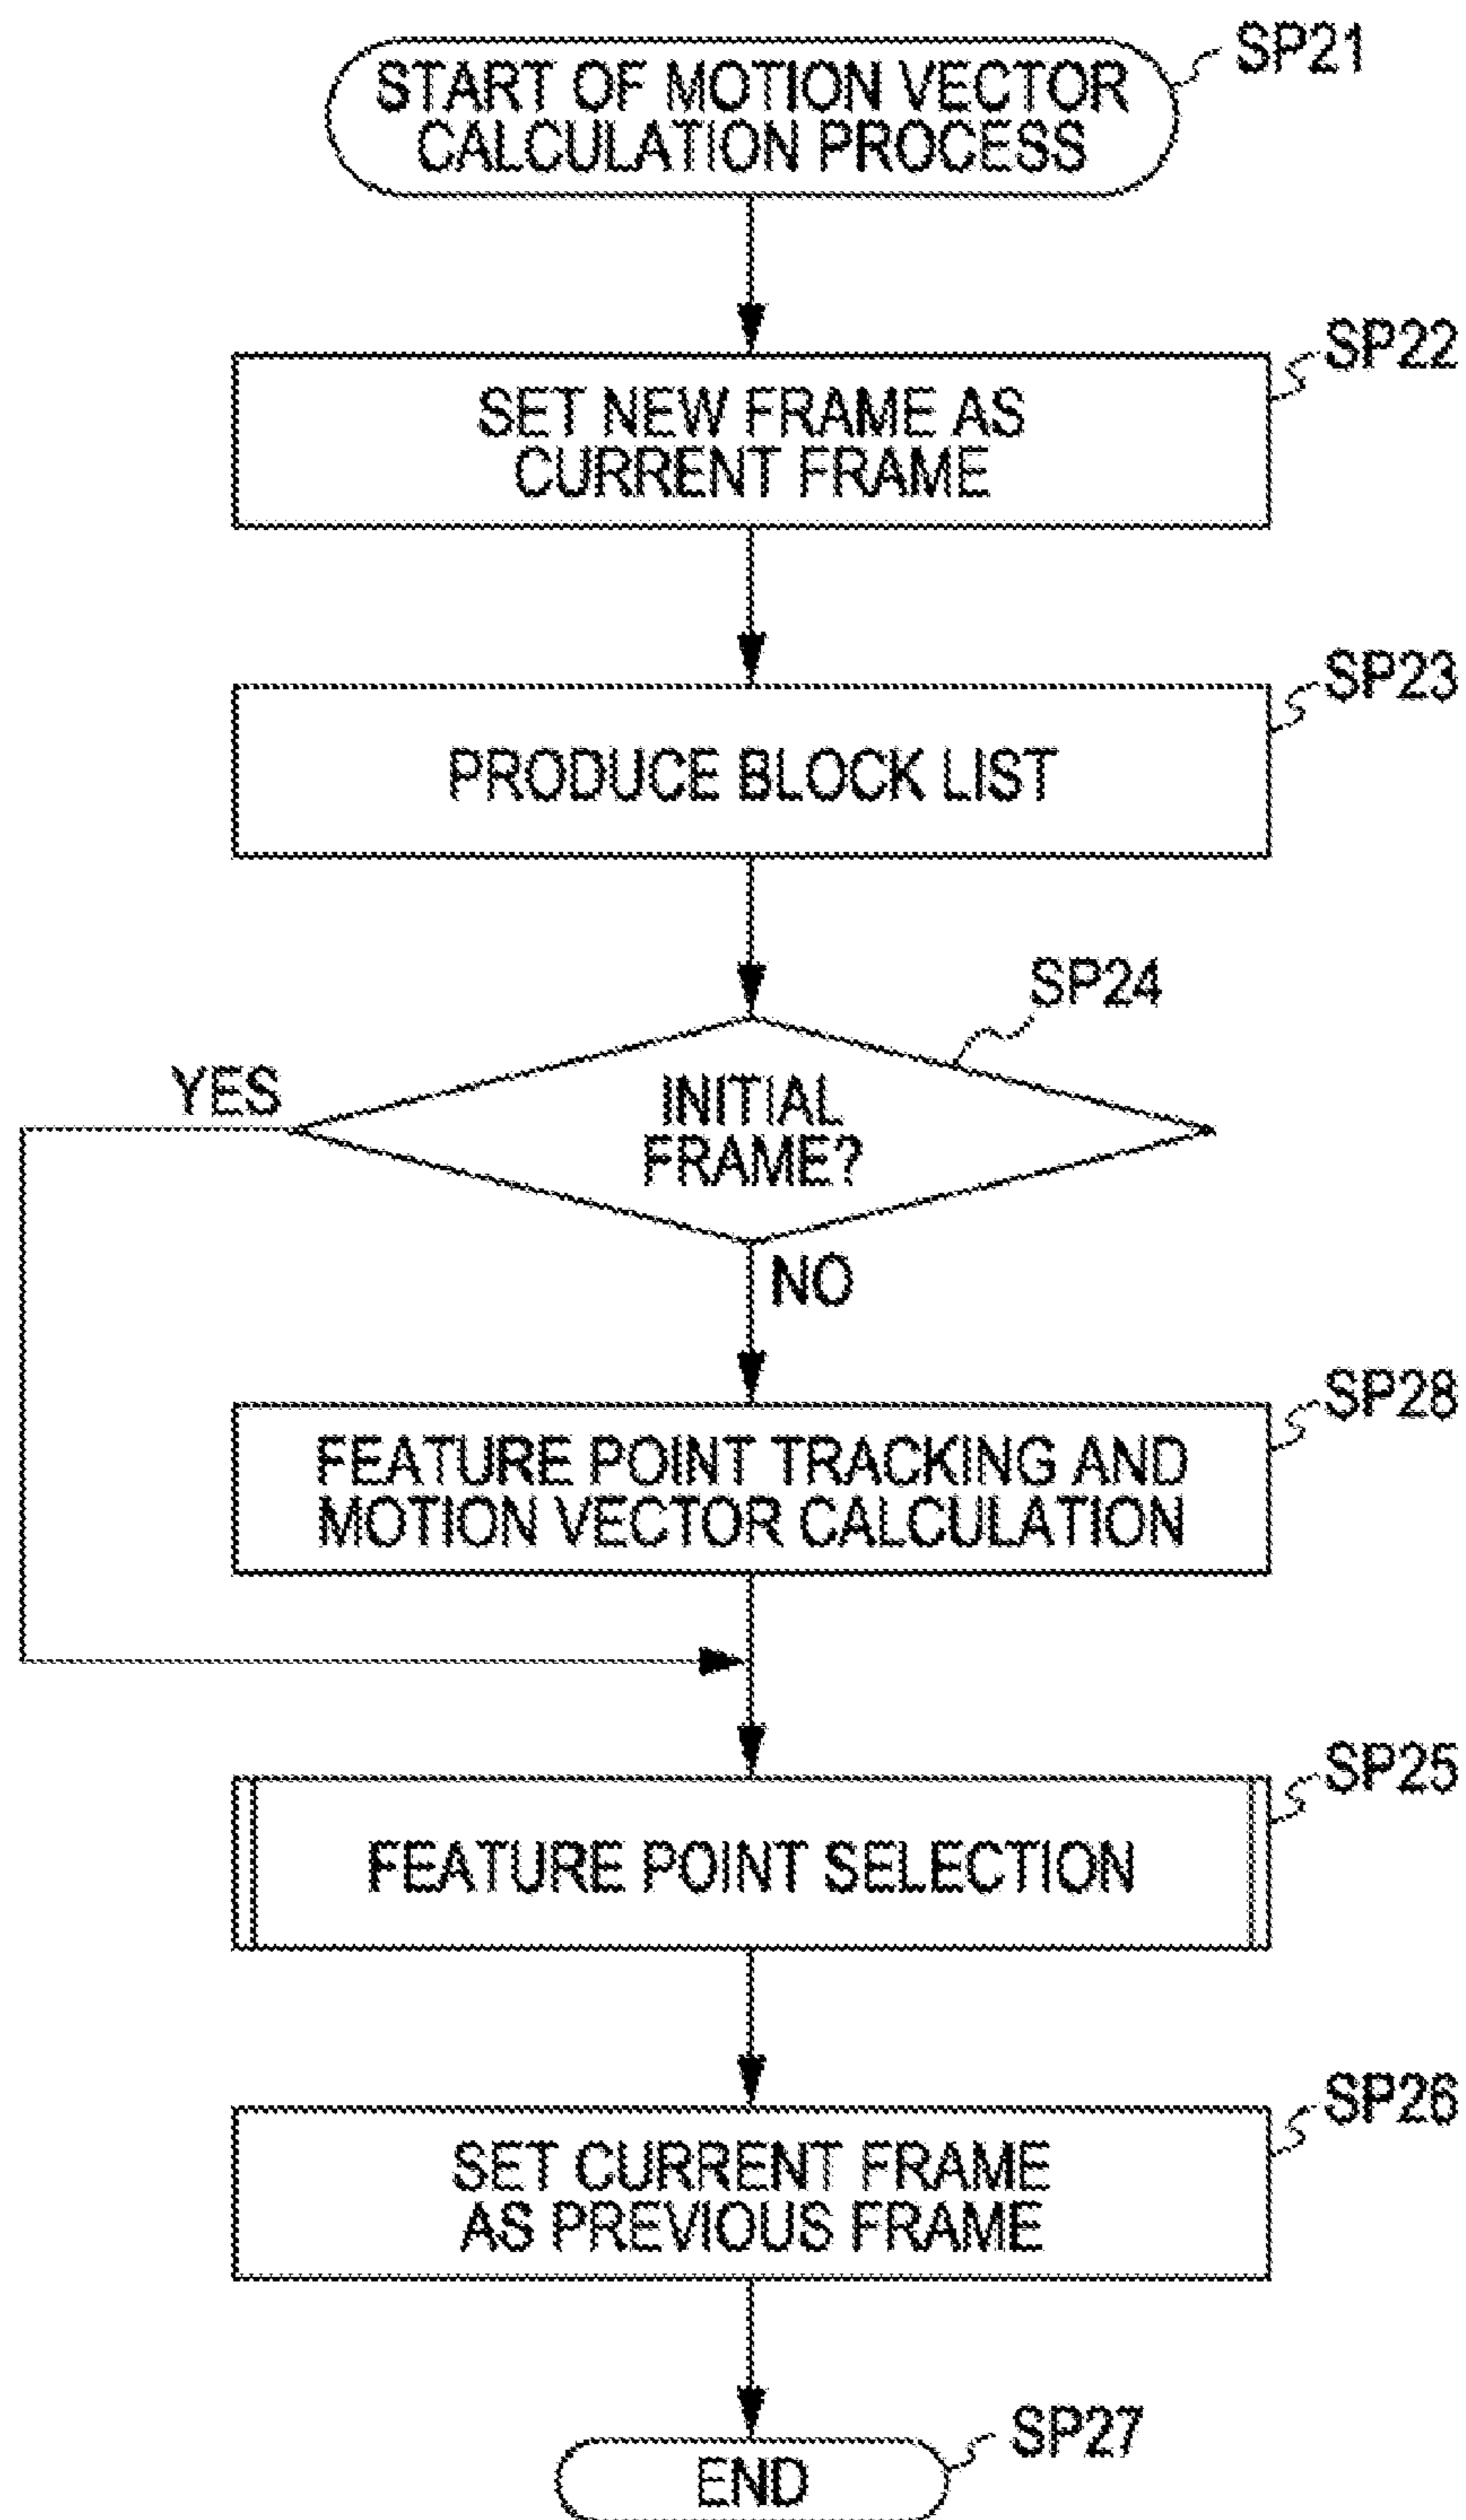 SP21
START OF MOTION VECTOR
CALCULATION PROCESS
SP22
SET NEW FRAME AS
CURRENT FRAME
SP23
PRODUCE BLOCK LIST
SP24
YES
INITIAL
FRAME?
NO
SP28
FEATURE POINT TRACKING AND
MOTION VECTOR CALCULATION
SP25
FEATURE POINT SELECTION
SP26
SET CURRENT FRAME
AS PREVIOUS FRAME
SP27
END